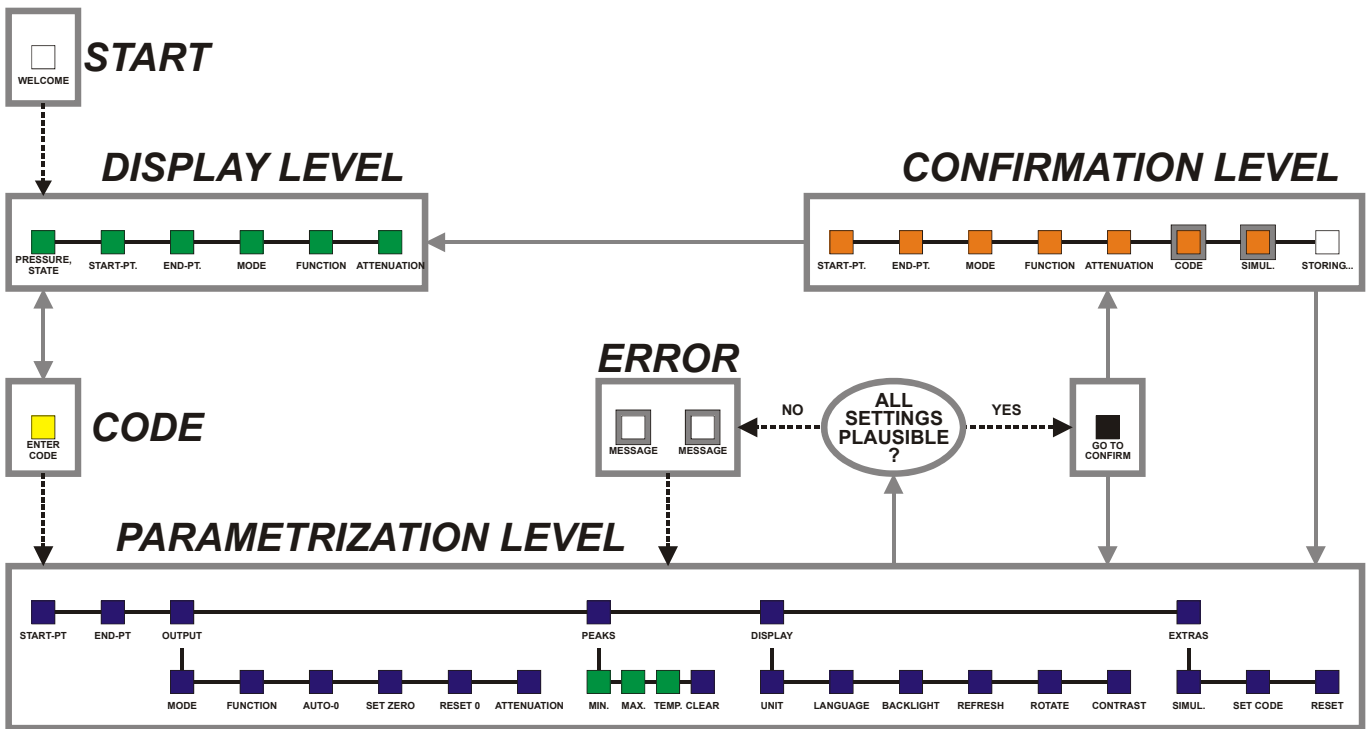 START
WELCOME
DISPLAY LEVEL
PRESSURE,
STATE
START-PT.
END-PT.
MODE
FUNCTION
ATTENUATION
CONFIRMATION LEVEL
START-PT.
END-PT.
MODE
FUNCTION
ATTENUATION
CODE
SIMUL.
STORING...
CODE
ENTER
CODE
ERROR
MESSAGE
MESSAGE
NO
ALL
SETTINGS
PLAUSIBLE
?
YES
GO TO
CONFIRM
PARAMETRIZATION LEVEL
START-PT
END-PT
OUTPUT
PEAKS
DISPLAY
EXTRAS
MODE
FUNCTION
AUTO-0
SET ZERO
RESET 0
ATTENUATION
MIN.
MAX.
TEMP.
CLEAR
UNIT
LANGUAGE
BACKLIGHT
REFRESH
ROTATE
CONTRAST
SIMUL.
SET CODE
RESET